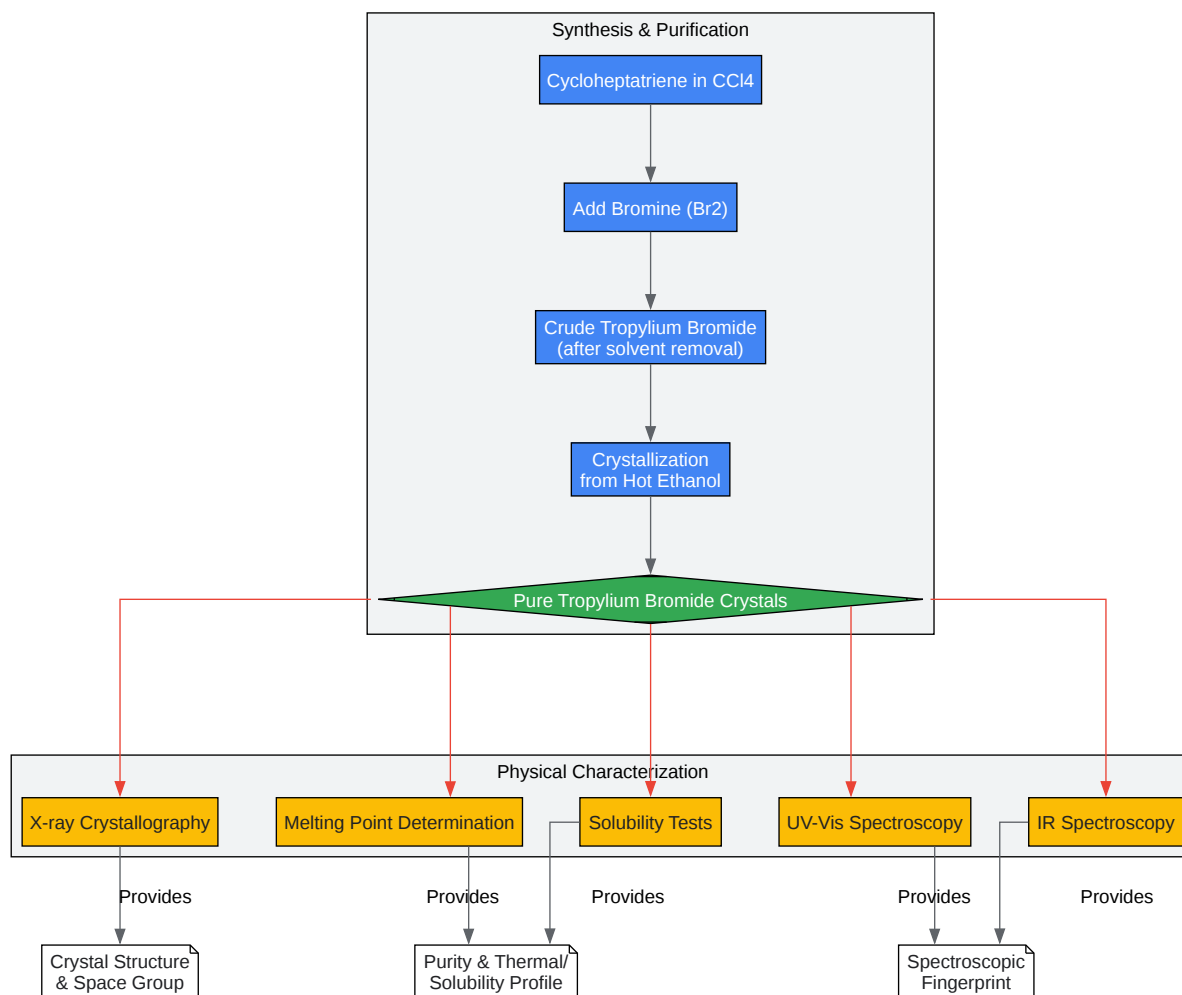 Synthesis & Purification
Cycloheptatriene in CCl4
Add Bromine (Br2)
Crude Tropylium Bromide
(after solvent removal)
Crystallization
from Hot Ethanol
Pure Tropylium Bromide Crystals
Physical Characterization
X-ray Crystallography
Melting Point Determination
Solubility Tests
UV-Vis Spectroscopy
IR Spectroscopy
Provides
Provides
Provides
Provides
Provides
Crystal Structure
& Space Group
Purity & Thermal/
Solubility Profile
Spectroscopic
Fingerprint